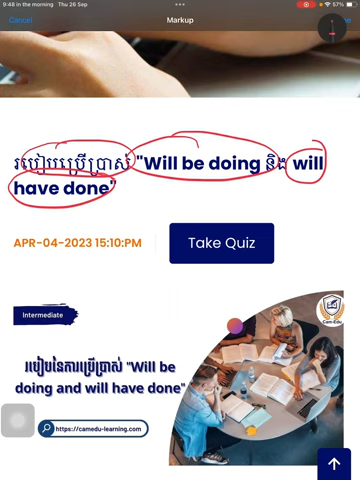 9:48 in the morning Thu 26 Sep
57%
Cancel
Markup
របៀបប្រើប្រាស់ "Will be doing និង will
have done"
APR-04-2023 15:10:PM
Take Quiz
Intermediate
Cam-Edu
របៀបនៃការប្រើប្រាស់ "Will be
doing and will have done"
https://camedu-learning.com